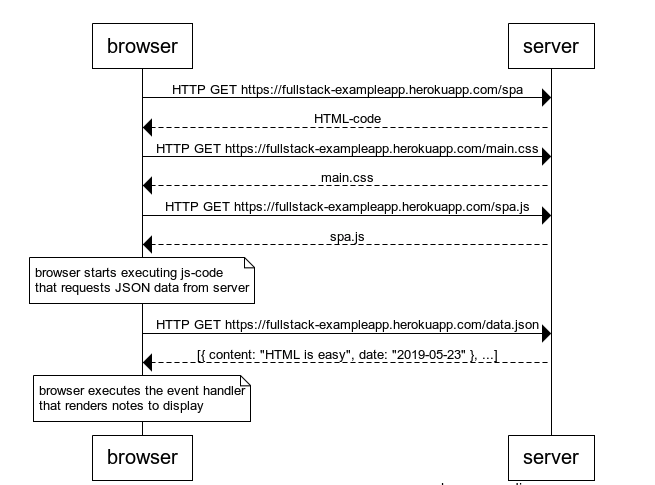 browser
server
HTTP GET https://fullstack-exampleapp.herokuapp.com/spa
HTML-code
HTTP GET https://fullstack-exampleapp.herokuapp.com/main.css
main.css
HTTP GET https://fullstack-exampleapp.herokuapp.com/spa.js
spa.js
browser starts executing js-code
that requests JSON data from server
HTTP GET https://fullstack-exampleapp.herokuapp.com/data.json
[{ content: "HTML is easy", date: "2019-05-23" }, ...]
browser executes the event handler
that renders notes to display
browser
server